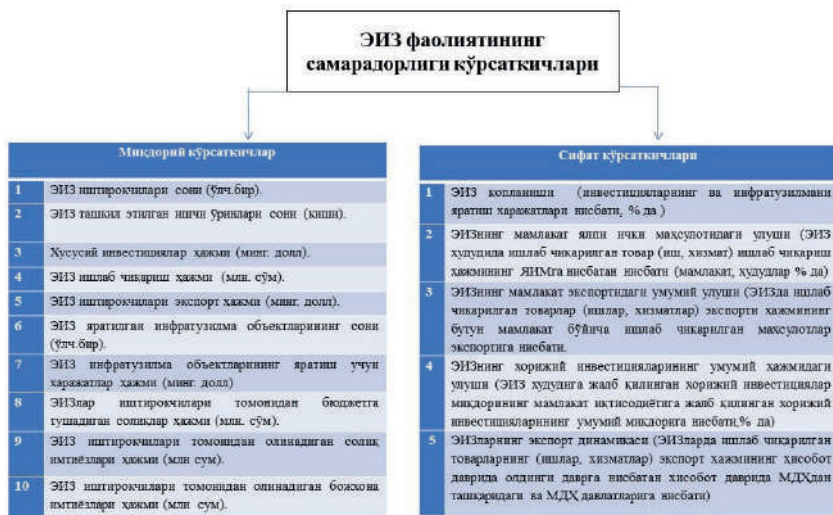 ЭИЗ фаолиятининг
самарадорлиги кўрсаткичлари
Миқдорий кўрсаткичлар
1 ЭИЗ иштирокчилари сони (ўлч.бир).
2 ЭИЗ ташкил этилган ишчи ўринлари сони (киши).
3 Хусусий инвестициялар ҳажми (минг. долл).
4 ЭИЗ ишлаб чиқариш ҳажми (млн. сўм).
5 ЭИЗ иштирокчилари экспорт ҳажми (минг. долл).
6 ЭИЗ яратилган инфратузилма объектларининг сони
(ўлч.бир).
7 ЭИЗ инфратузилма объектларининг яратиш учун
харажатлар ҳажми (минг. долл)
8 ЭИЗлар иштирокчилари томонидан бюджетга
тушадиган солиқлар ҳажми (млн. сўм).
9 ЭИЗ иштирокчилари томонидан олинадиган солиқ
имтиёзлари ҳажми (млн сум).
10 ЭИЗ иштирокчилари томонидан олинадиган божхона
имтиёзлари ҳажми (млн сум).
Сифат кўрсаткичлари
1 ЭИЗ қопланиши (инвестицияларнинг ва инфратузилмани
яратиш харажатлари нисбати, % да )
2 ЭИЗнинг мамлакат ялпи ички маҳсулотидаги улуши (ЭИЗ
ҳудудида ишлаб чиқарилган товар (иш, хизмат) ишлаб чиқариш
ҳажмининг ЯИМга нисбатан нисбати (мамлакат, ҳудудлар % да)
3 ЭИЗнинг мамлакат экспортидаги умумий улуши (ЭИЗда ишлаб
чиқарилган товарлар (ишлар, хизматлар) экспорти ҳажмининг
бутун мамлакат бўйича ишлаб чиқарилган маҳсулотлар
экспортига нисбати.
4 ЭИЗнинг хорижий инвестицияларининг умумий ҳажмидаги
улуши (ЭИЗ ҳудудига жалб қилинган хорижий инвестициялар
миқдорининг мамлакат иқтисодиётига жалб қилинган хорижий
инвестицияларининг умумий миқдорига нисбати,% да)
5 ЭИЗларнинг экспорт динамикаси (ЭИЗларда ишлаб чиқарилган
товарларнинг (ишлар, хизматлар) экспорт ҳажмининг ҳисобот
даврида олдинги даврга нисбатан ҳисобот даврида МДҲдан
ташқаридаги ва МДҲ давлатларига нисбати)